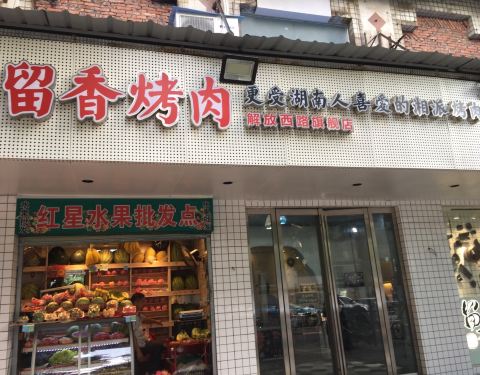 留香烤肉
更受湖南人喜爱的湘派烤肉
解放西路旗舰店
红星水果批发点
留